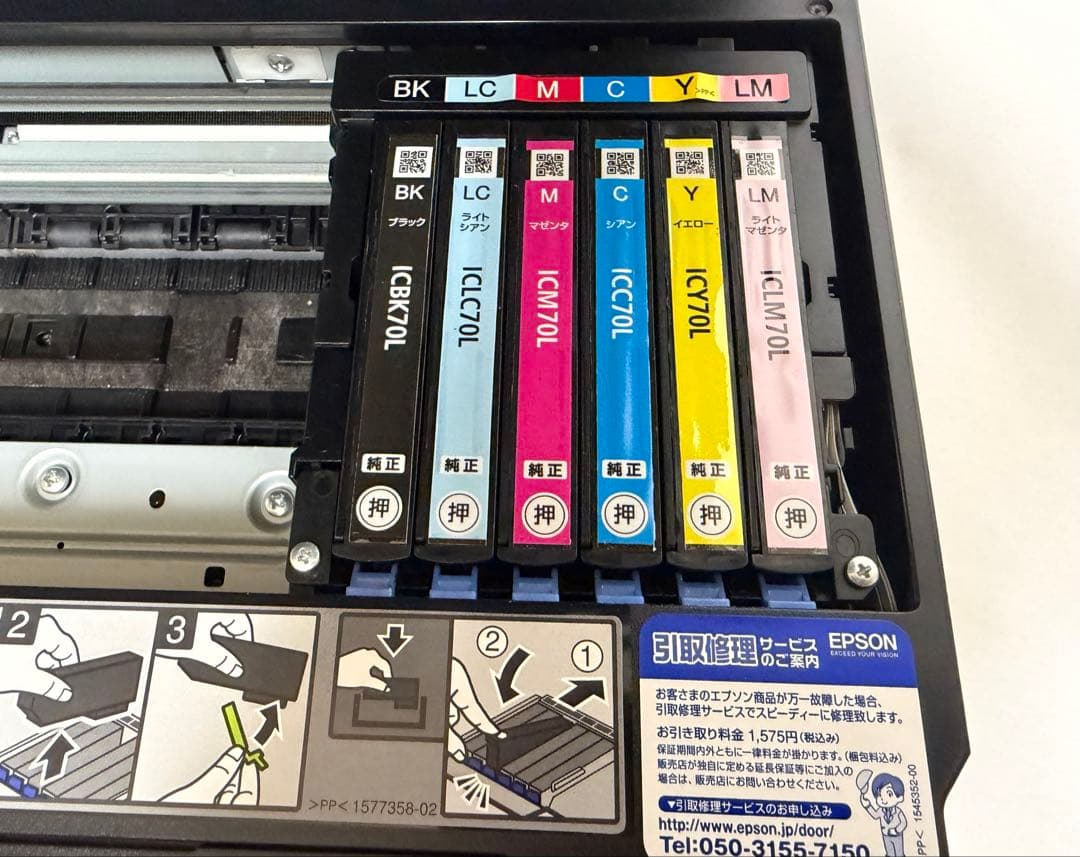 BK LC M C Y >PP< LM
BK
ブラック
ICBK70L
純正
押
LC
ライト
シアン
ICLC70L
純正
押
M
マゼンタ
ICM70L
純正
押
C
シアン
ICC70L
純正
押
Y
イエロー
ICY70L
純正
押
LM
ライト
マゼンタ
ICLM70L
純正
押
2
3
>PP< 1577358-02
② ①
引取修理サービスのご案内
EPSON
EXCEED YOUR VISION
お客さまのエプソン商品が万一故障した場合、
引取修理サービスでスピーディーに修理致します。
お引き取り料金 1,575円(税込み)
保証期間内外ともに一律料金が掛かります。(梱包料込み)
販売店が独自に定める延長保証等にご加入の
場合は、販売店にお問い合わせください。
▼引取修理サービスのお申し込み
http://www.epson.jp/door/
Tel:050-3155-7150
PP< 1545352-00